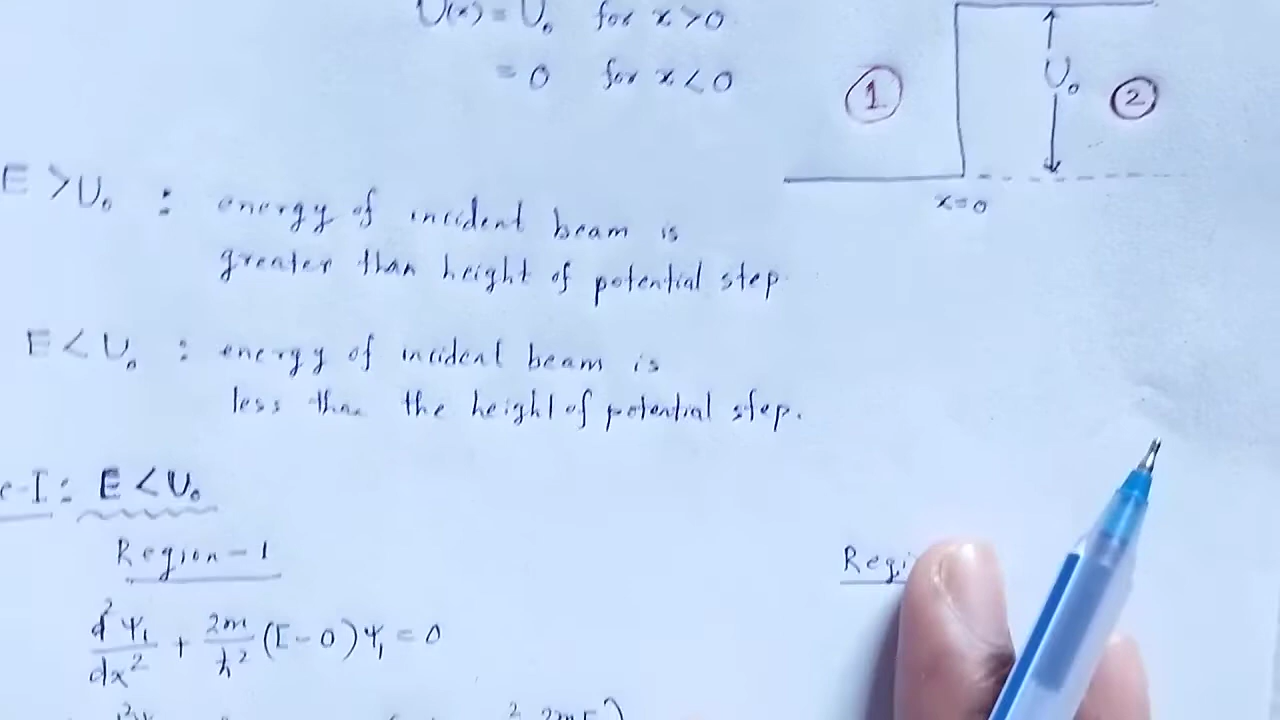 U(x) = U₀ for x > 0
= 0 for x < 0
① U₀ ②
x=0
E > U₀ : energy of incident beam is
greater than height of potential step.
E < U₀ : energy of incident beam is
less than the height of potential step.
e-I : E < U₀
Region-1
Regi
d²Ψ₁/dx² + 2m/ħ² (E-0)Ψ₁ = 0